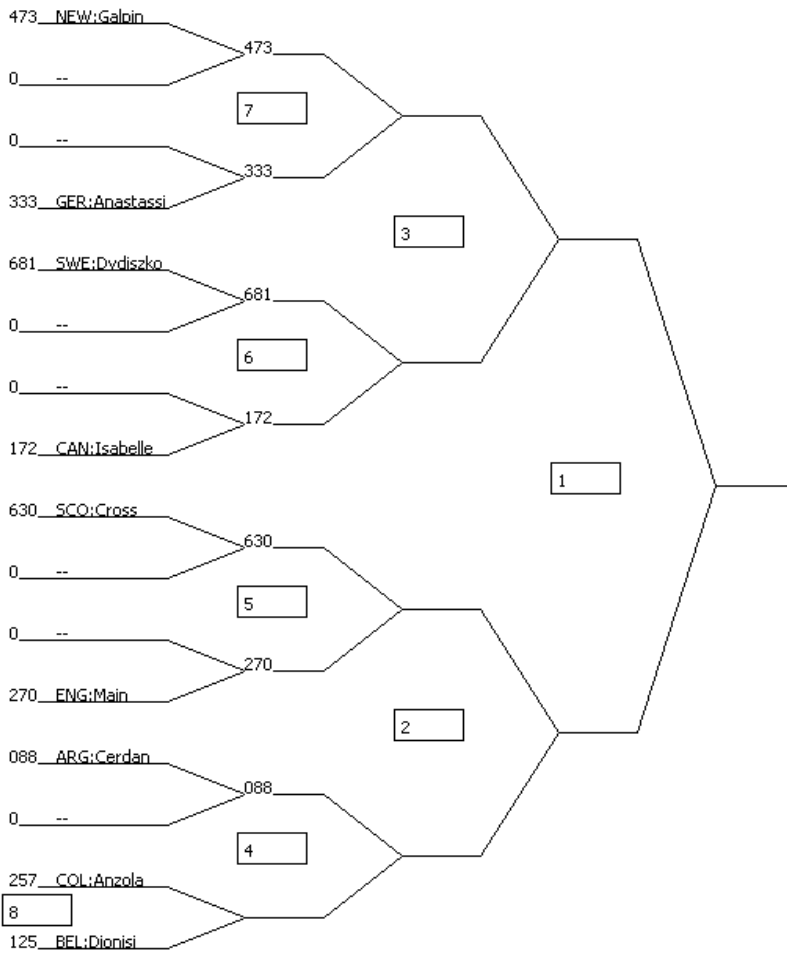 473 NEW:Galpin
473
0 --
7
0 --
333
333 GER:Anastassi
3
681 SWE:Dydiszko
681
0 --
6
0 --
172
172 CAN:Isabelle
1
630 SCO:Cross
630
0 --
5
0 --
270
270 ENG:Main
2
088 ARG:Cerdan
088
0 --
4
257 COL:Anzola
8
125 BEL:Dionisi